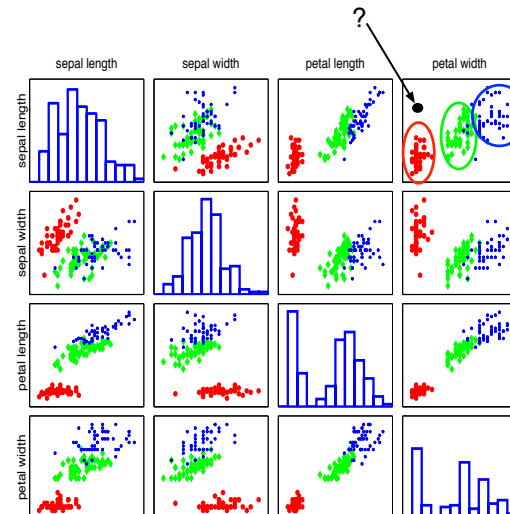 ?
sepal length sepal width petal length petal width
sepal length
sepal width
petal length
petal width